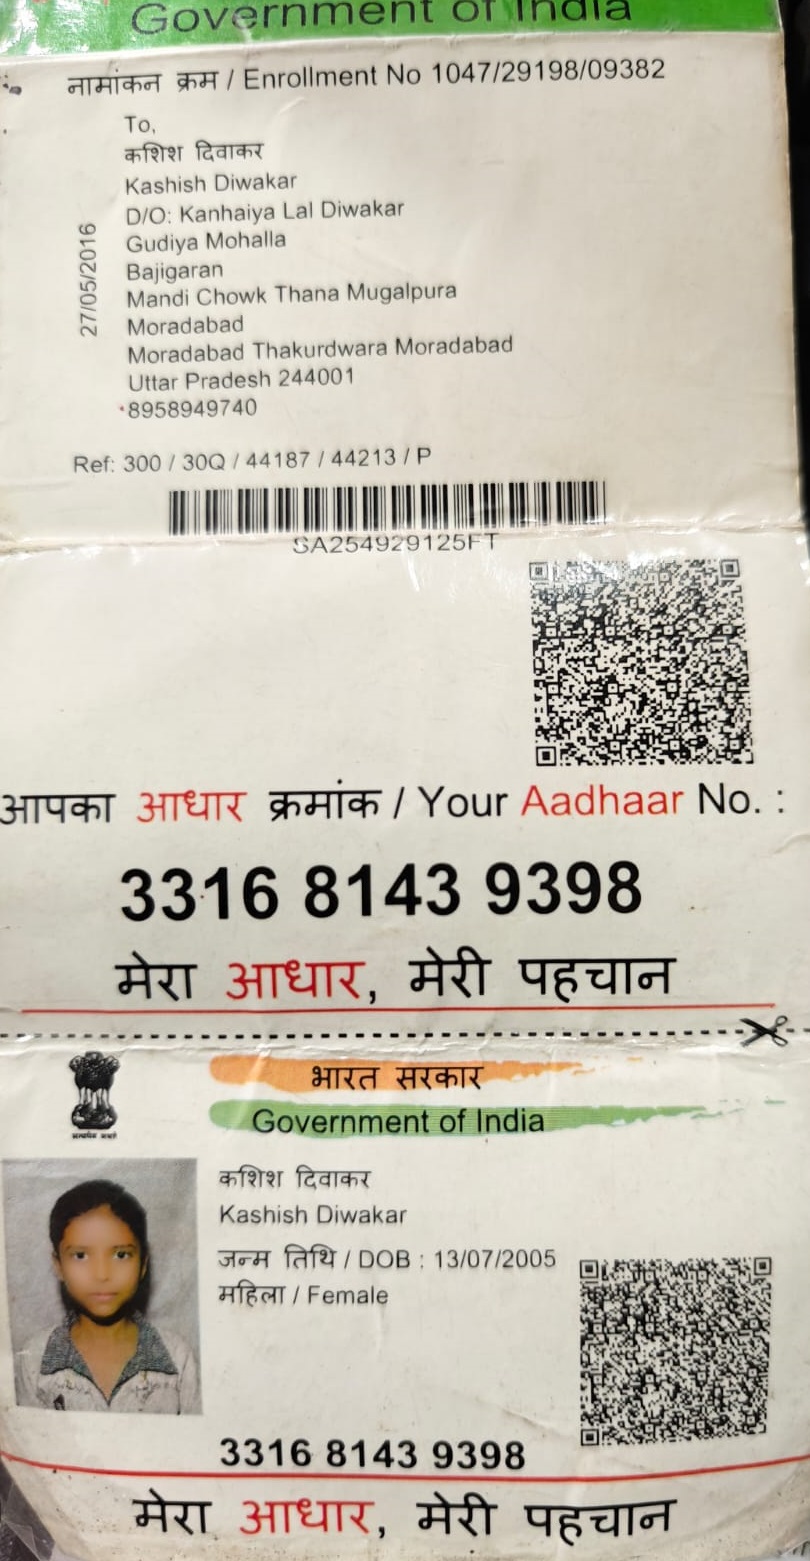 Government of India
नामांकन क्रम / Enrollment No 1047/29198/09382
To,
कशिश दिवाकर
Kashish Diwakar
D/O: Kanhaiya Lal Diwakar
Gudiya Mohalla
Bajigaran
Mandi Chowk Thana Mugalpura
Moradabad
Moradabad Thakurdwara Moradabad
Uttar Pradesh 244001
8958949740
27/05/2016
Ref: 300 / 30Q / 44187 / 44213 / P
SA254929125FT
आपका आधार क्रमांक / Your Aadhaar No. :
3316 8143 9398
मेरा आधार, मेरी पहचान
भारत सरकार
Government of India
सत्यमेव जयते
कशिश दिवाकर
Kashish Diwakar
जन्म तिथि / DOB : 13/07/2005
महिला / Female
3316 8143 9398
मेरा आधार, मेरी पहचान